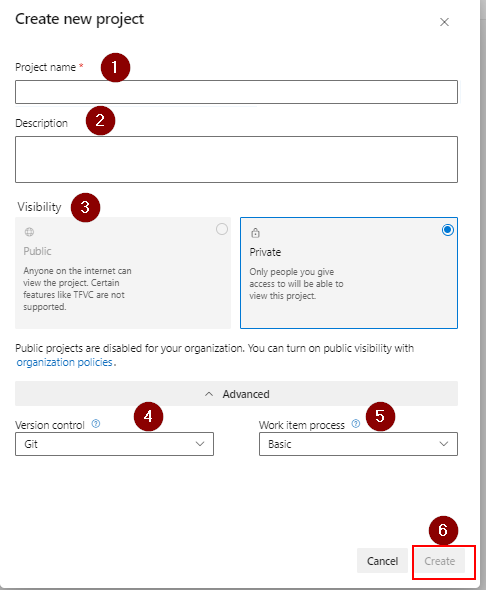 Create new project
Project name * 1
Description 2
Visibility 3
Public
Anyone on the internet can
view the project. Certain
features like TFVC are not
supported.
Private
Only people you give
access to will be able to
view this project.
Public projects are disabled for your organization. You can turn on public visibility with
organization policies.
Advanced
Version control ? 4
Git
Work item process ? 5
Basic
6
Cancel
Create